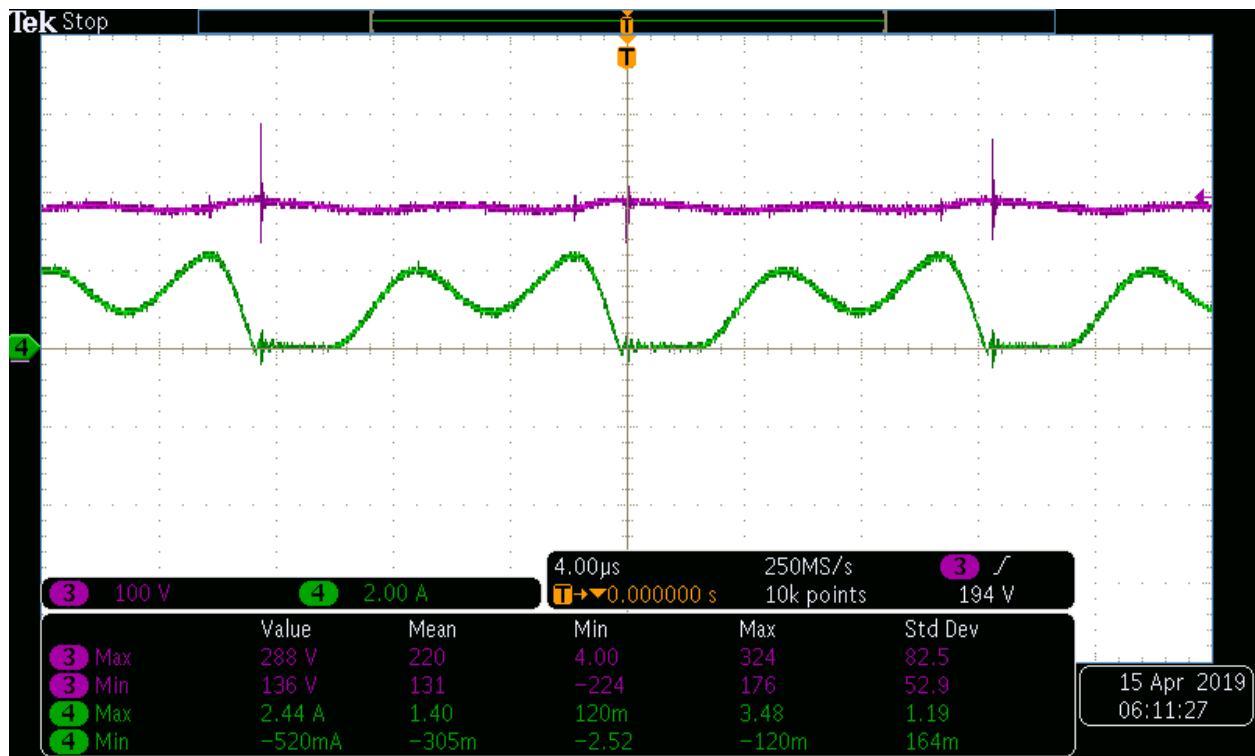 Tek Stop
T
T
4
3 100 V 4 2.00 A
4.00µs 250MS/s 3
T→▼0.000000 s 10k points 194 V
Value Mean Min Max Std Dev
3 Max 288 V 220 4.00 324 82.5
3 Min 136 V 131 −224 176 52.9
4 Max 2.44 A 1.40 120m 3.48 1.19
4 Min −520mA −305m −2.52 −120m 164m
15 Apr 2019
06:11:27